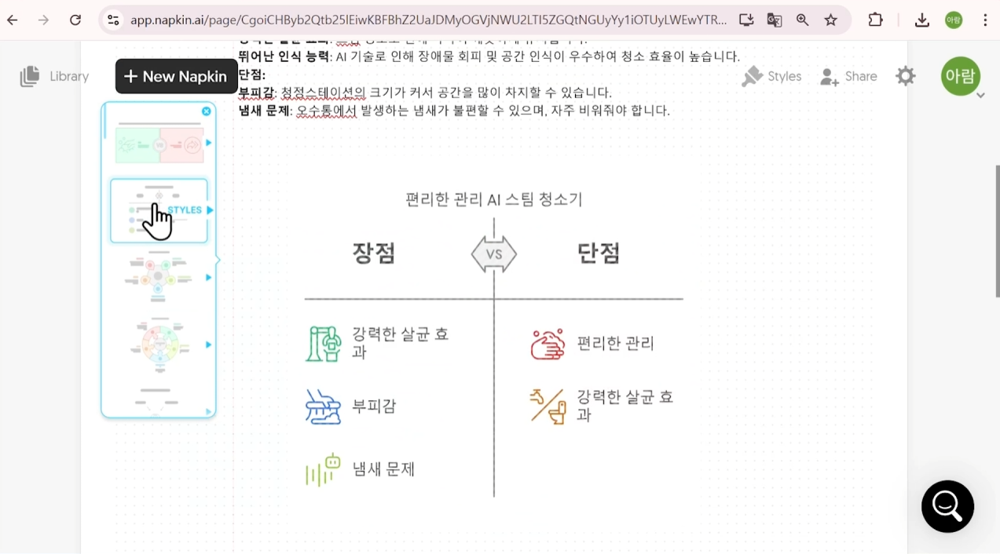 app.napkin.ai/page/CgoiCHByb2Qtb25lEiwKBFBhZ2UaJDMyOGVjNWU2LTI5ZGQtNGUyYy1iOTUyLWEwYTR...
아람
뛰어난 인식 능력: AI 기술로 인해 장애물 회피 및 공간 인식이 우수하여 청소 효율이 높습니다.
Library
+ New Napkin
단점:
Styles
Share
아람
부피감: 청정스테이션의 크기가 커서 공간을 많이 차지할 수 있습니다.
냄새 문제: 오수통에서 발생하는 냄새가 불편할 수 있으며, 자주 비워줘야 합니다.
STYLES
편리한 관리 AI 스팀 청소기
장점
VS
단점
강력한 살균 효
과
편리한 관리
부피감
강력한 살균 효
과
냄새 문제